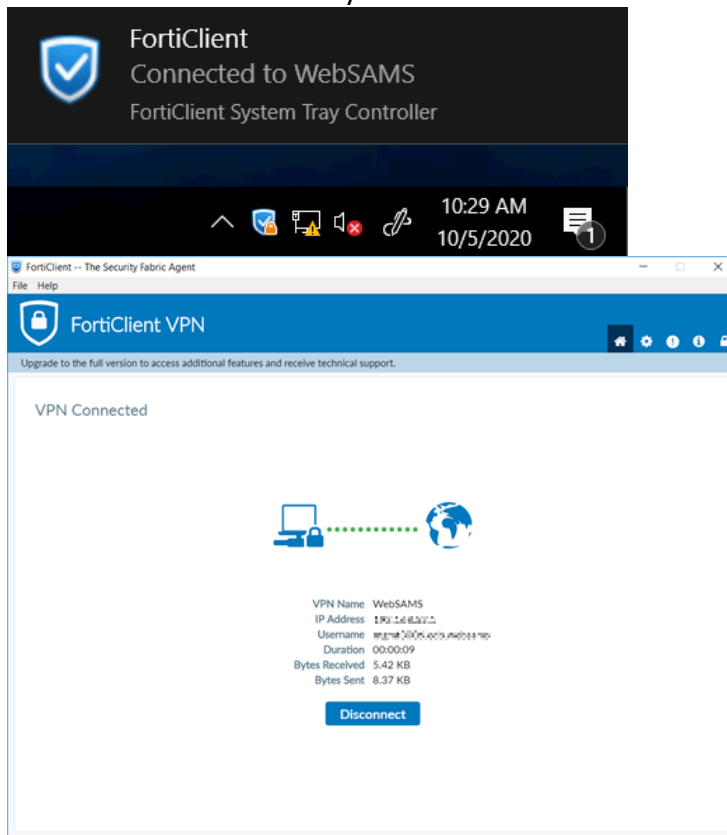 FortiClient
Connected to WebSAMS
FortiClient System Tray Controller
10:29 AM
10/5/2020
1
FortiClient -- The Security Fabric Agent
File Help
FortiClient VPN
Upgrade to the full version to access additional features and receive technical support.
VPN Connected
VPN Name WebSAMS
IP Address
Username
Duration 00:00:09
Bytes Received 5.42 KB
Bytes Sent 8.37 KB
Disconnect